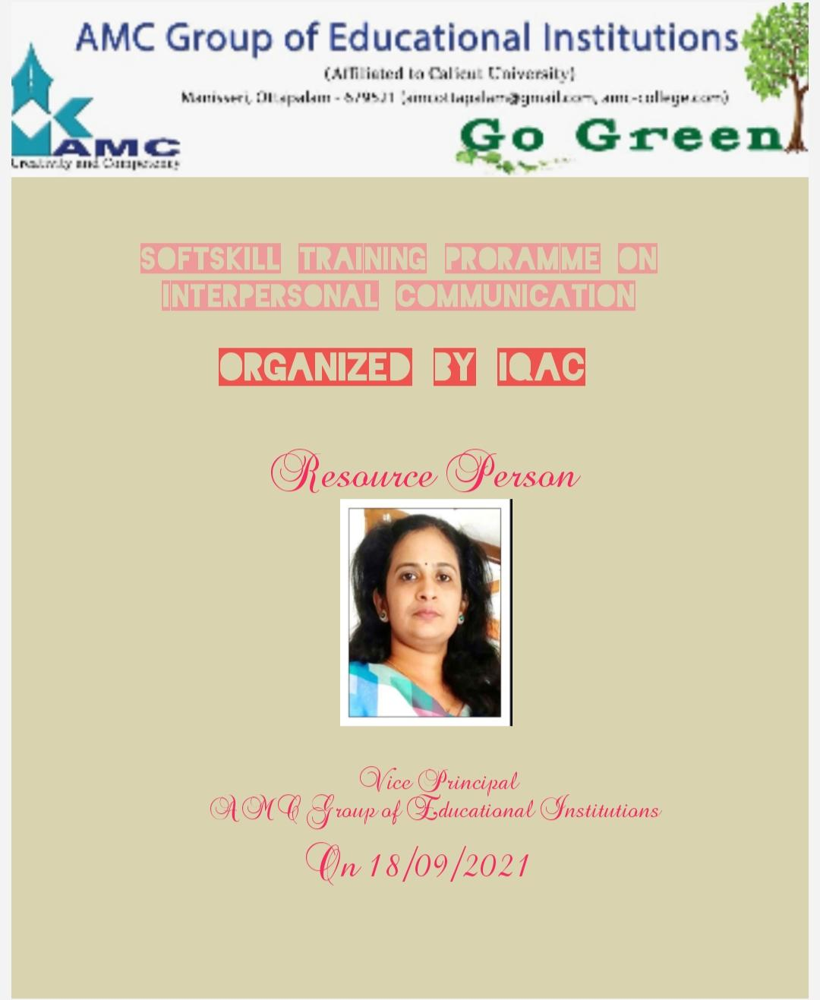 AMC Group of Educational Institutions
(Affiliated to Calicut University)
Manisseri, Ottapalam - 679521 (amcottapalam@gmail.com, amc-college.com)
AMC
Creativity and Competency
Go Green
SOFTSKILL TRAINING PRORAMME ON
INTERPERSONAL COMMUNICATION
ORGANIZED BY IQAC
Resource Person
Vice Principal
AMC Group of Educational Institutions
On 18/09/2021